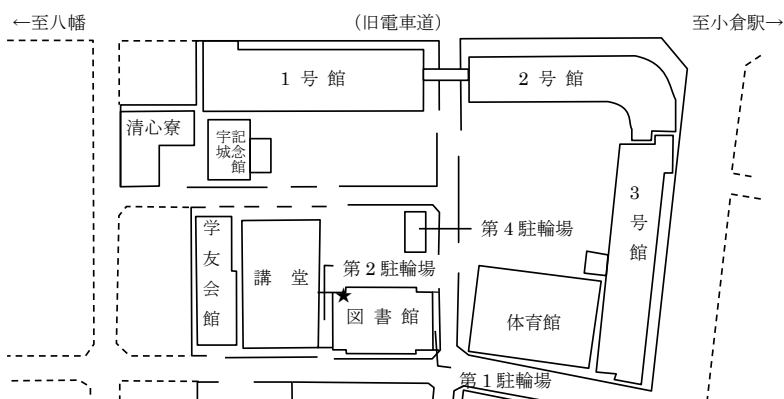 ←至八幡
（旧電車道）
至小倉駅→
1 号 館
2 号 館
清心寮
宇城
記念館
3号館
学友会館
講 堂
第4駐輪場
第2駐輪場
★
図 書 館
体育館
第1駐輪場